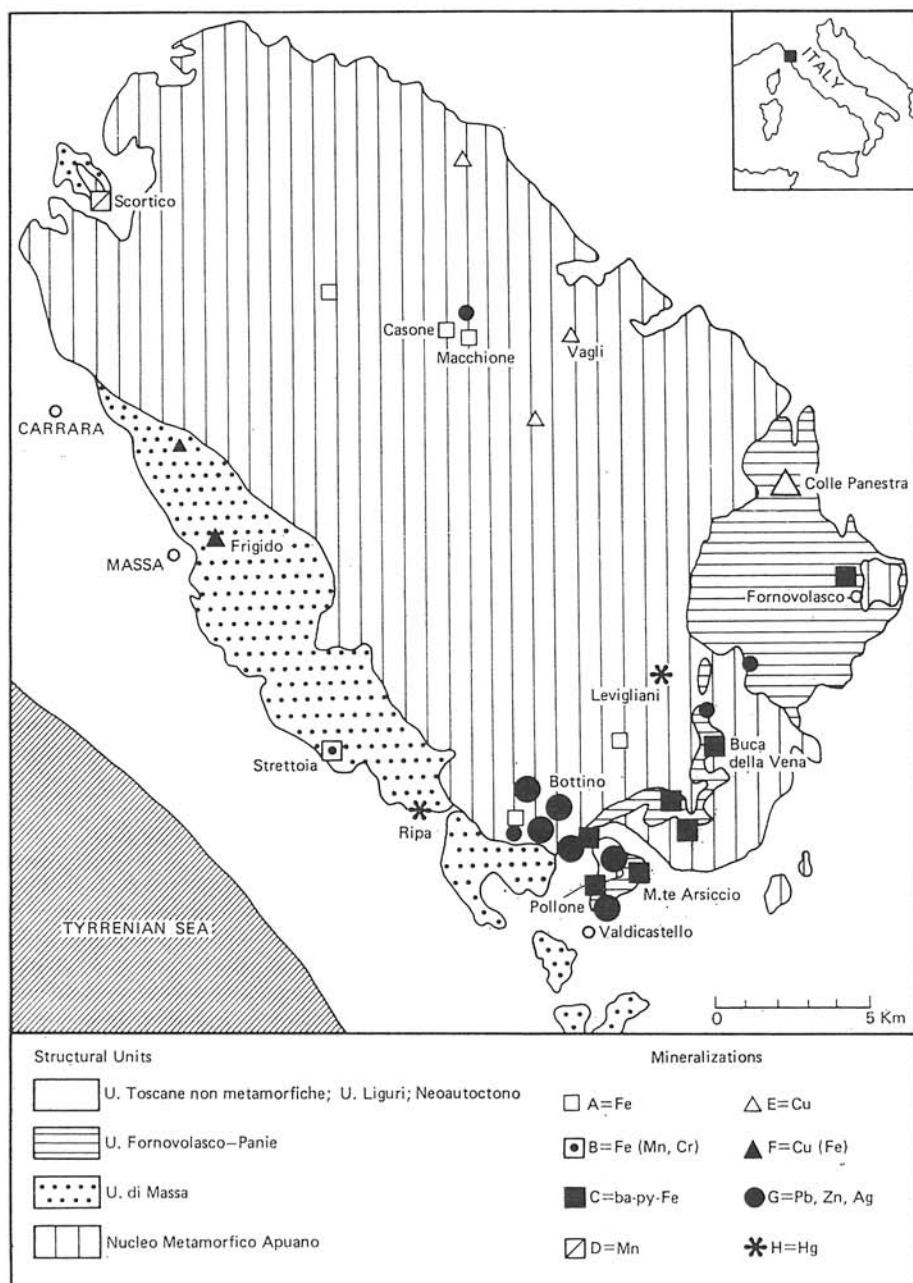 ITALY
Scortico
Casone
Macchione
Vagli
CARRARA
Colle Panestra
Frigido
MASSA
Fornovolasco
Levigliani
Strettoia
Buca
della Vena
Bottino
Ripa
M.te Arsiccio
Pollone
TYRRENIAN SEA
Valdicastello
0 5 Km
Structural Units
U. Toscane non metamorfiche; U. Liguri; Neoautoctono
U. Fornovolasco–Panie
U. di Massa
Nucleo Metamorfico Apuano
Mineralizations
A=Fe
E=Cu
B=Fe (Mn, Cr)
F=Cu (Fe)
C=ba-py-Fe
G=Pb, Zn, Ag
D=Mn
H=Hg